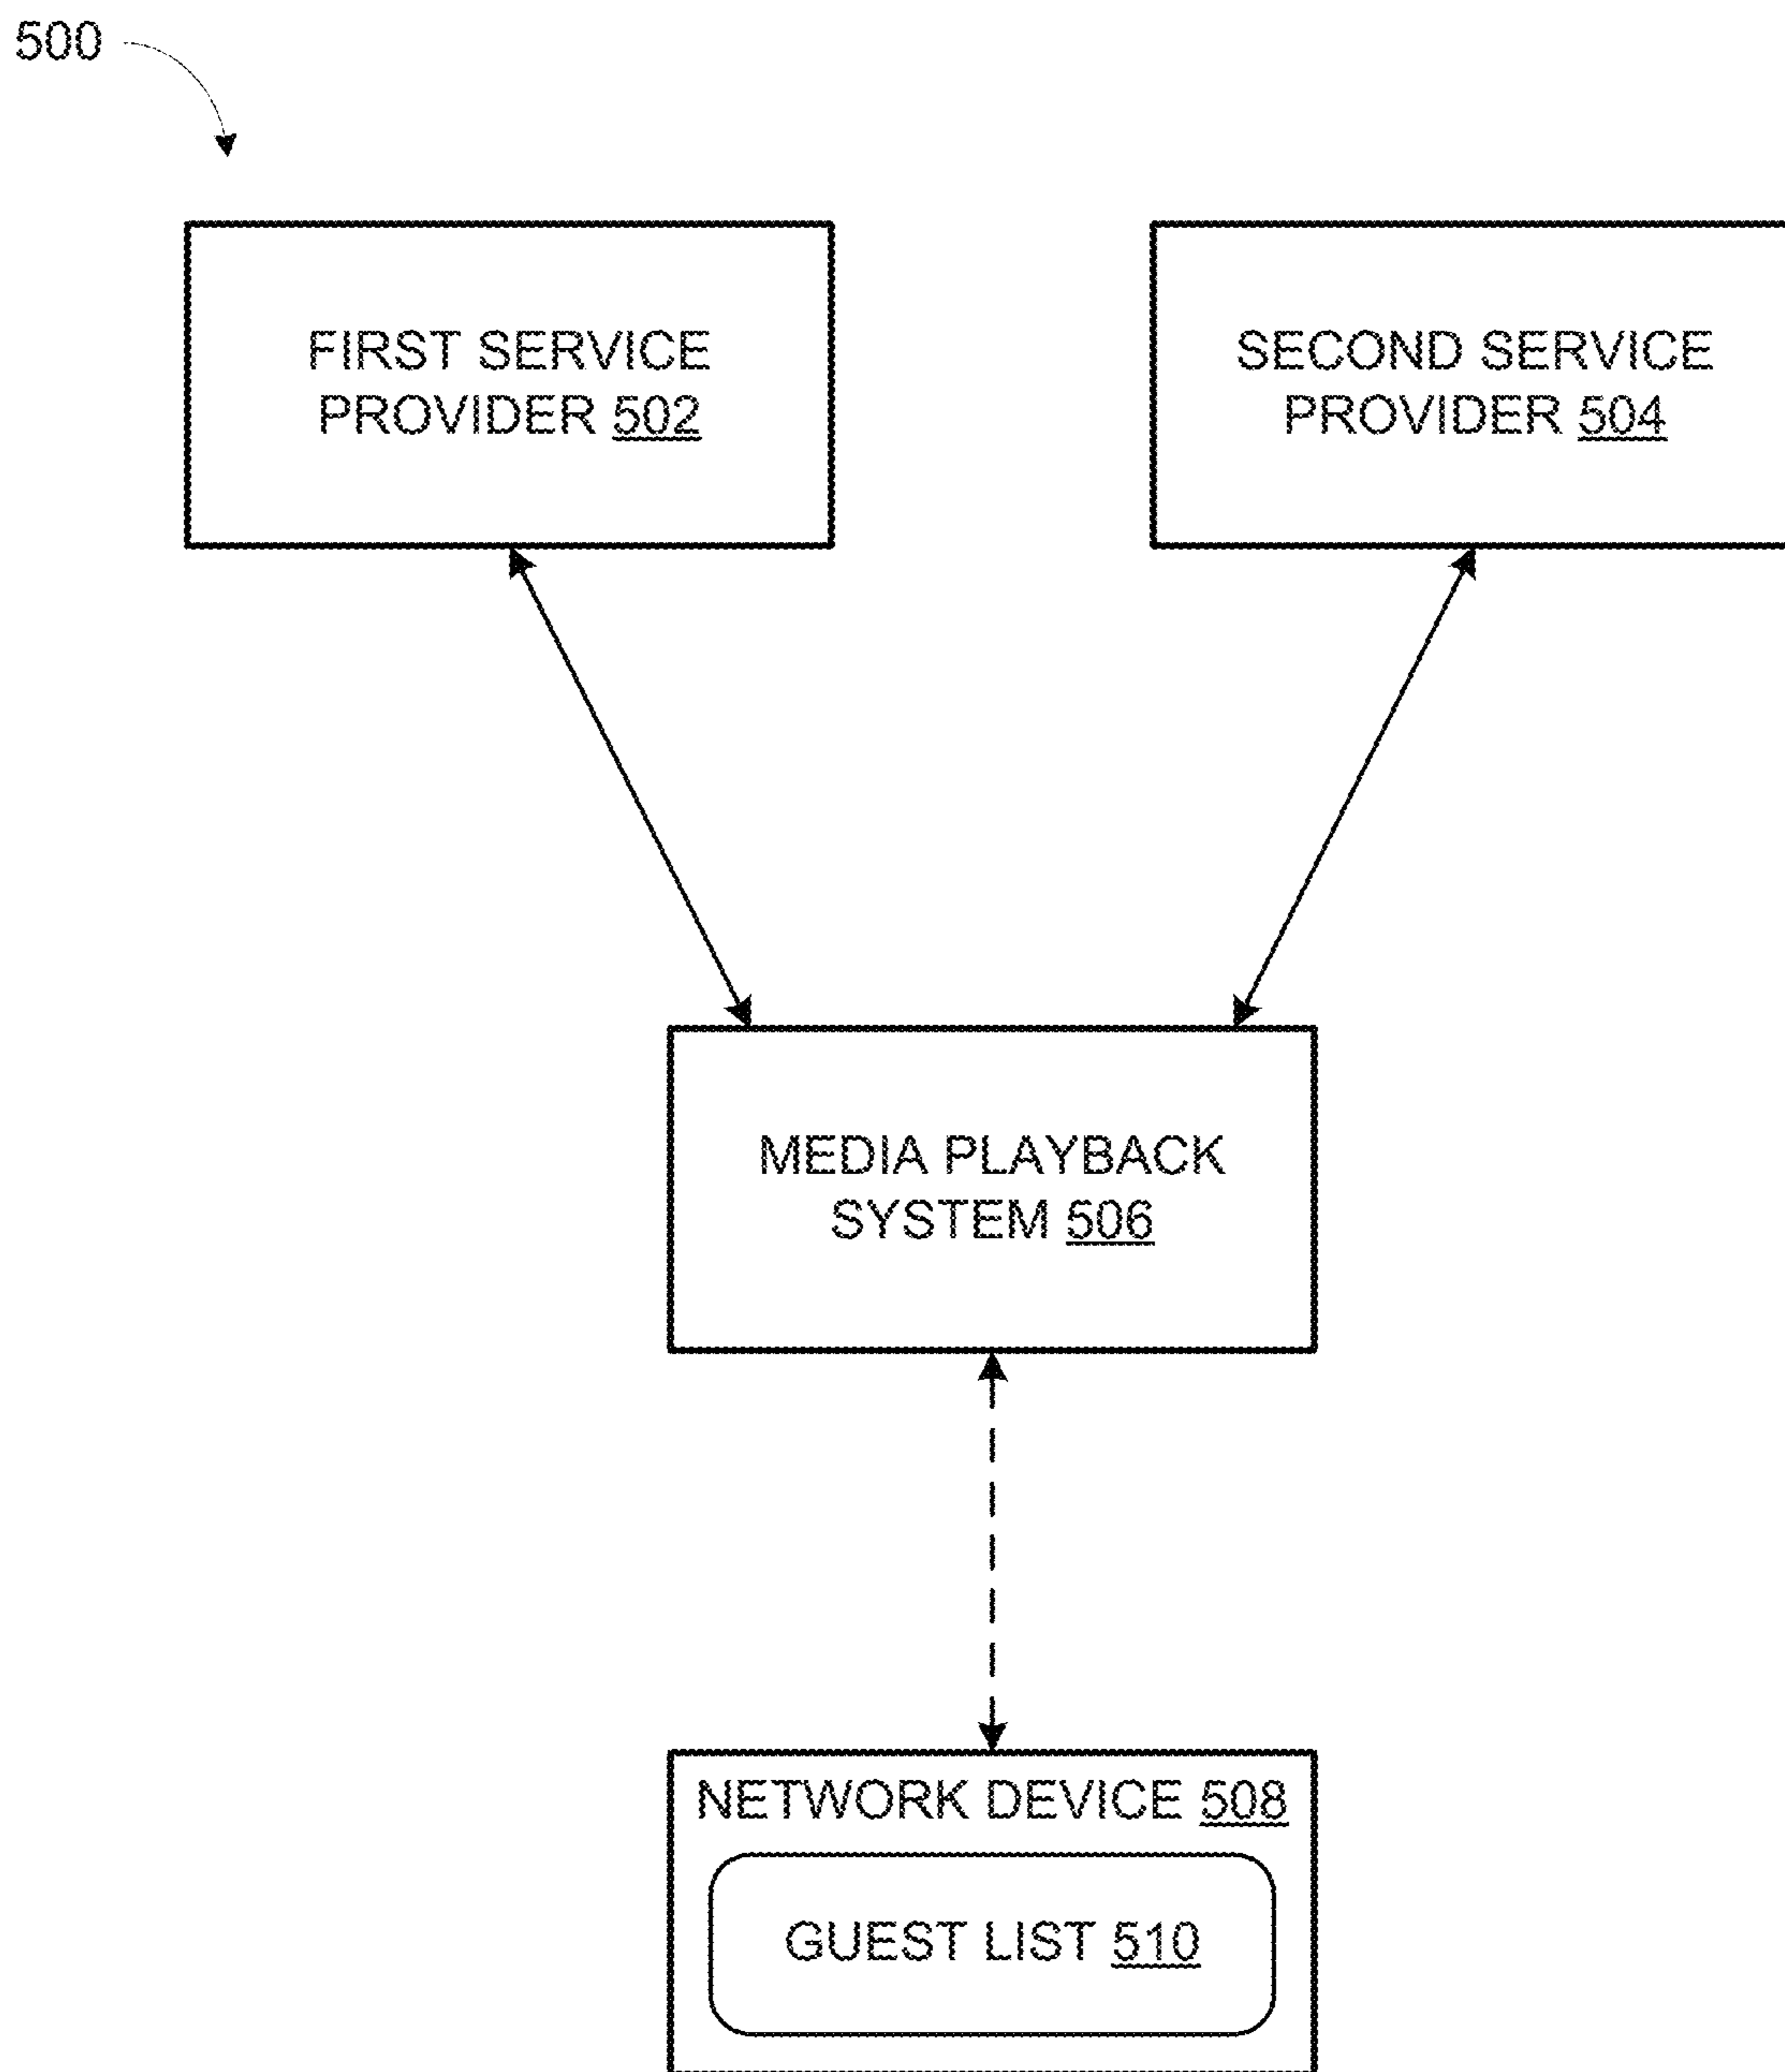 500
FIRST SERVICE
PROVIDER 502
SECOND SERVICE
PROVIDER 504
MEDIA PLAYBACK
SYSTEM 506
NETWORK DEVICE 508
GUEST LIST 510